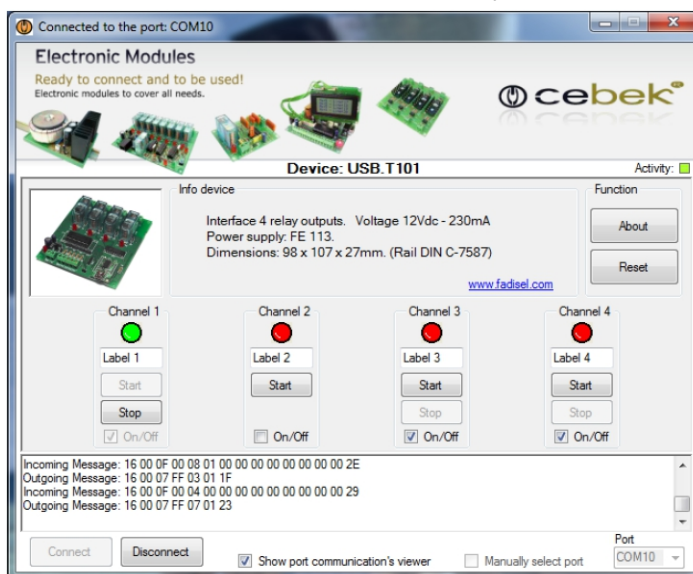 Connected to the port: COM10
Electronic Modules
Ready to connect and to be used!
Electronic modules to cover all needs.
cebek®
Device: USB.T101
Activity:
Info device
Interface 4 relay outputs. Voltage 12Vdc - 230mA
Power supply: FE 113.
Dimensions: 98 x 107 x 27mm. (Rail DIN C-7587)
www.fadisel.com
Function
About
Reset
Channel 1
Label 1
Start
Stop
On/Off
Channel 2
Label 2
Start
On/Off
Channel 3
Label 3
Start
Stop
On/Off
Channel 4
Label 4
Start
Stop
On/Off
Incoming Message: 16 00 0F 00 08 01 00 00 00 00 00 00 00 00 2E
Outgoing Message: 16 00 07 FF 03 01 1F
Incoming Message: 16 00 0F 00 04 00 00 00 00 00 00 00 00 00 29
Outgoing Message: 16 00 07 FF 07 01 23
Connect
Disconnect
Show port communication's viewer
Manually select port
Port
COM10